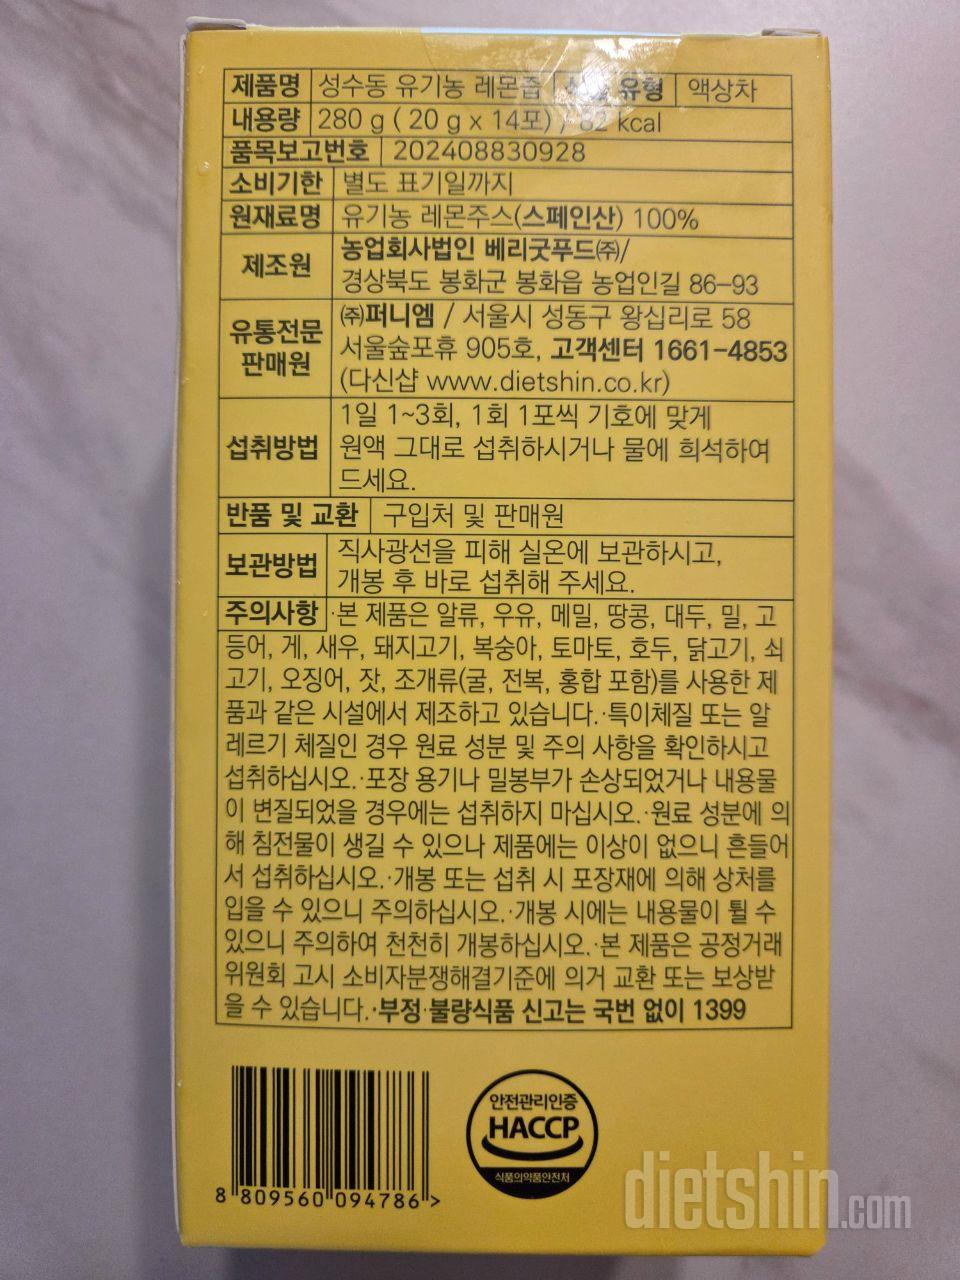 제품명 성수동 유기농 레몬즙 유형 액상차
내용량 280 g ( 20 g x 14포) / 82 kcal
품목보고번호 202408830928
소비기한 별도 표기일까지
원재료명 유기농 레몬주스(스페인산) 100%
제조원 농업회사법인 베리굿푸드㈜/
경상북도 봉화군 봉화읍 농업인길 86-93
유통전문
판매원
㈜퍼니엠 / 서울시 성동구 왕십리로 58
서울숲포휴 905호, 고객센터 1661-4853
(다신샵 www.dietshin.co.kr)
섭취방법
1일 1~3회, 1회 1포씩 기호에 맞게
원액 그대로 섭취하시거나 물에 희석하여
드세요.
반품 및 교환 구입처 및 판매원
보관방법
직사광선을 피해 실온에 보관하시고,
개봉 후 바로 섭취해 주세요.
주의사항 ·본 제품은 알류, 우유, 메밀, 땅콩, 대두, 밀, 고
등어, 게, 새우, 돼지고기, 복숭아, 토마토, 호두, 닭고기, 쇠
고기, 오징어, 잣, 조개류(굴, 전복, 홍합 포함)를 사용한 제
품과 같은 시설에서 제조하고 있습니다.·특이체질 또는 알
레르기 체질인 경우 원료 성분 및 주의 사항을 확인하시고
섭취하십시오.·포장 용기나 밀봉부가 손상되었거나 내용물
이 변질되었을 경우에는 섭취하지 마십시오.·원료 성분에 의
해 침전물이 생길 수 있으나 제품에는 이상이 없으니 흔들어
서 섭취하십시오.·개봉 또는 섭취 시 포장재에 의해 상처를
입을 수 있으니 주의하십시오.·개봉 시에는 내용물이 튈 수
있으니 주의하여 천천히 개봉하십시오.·본 제품은 공정거래
위원회 고시 소비자분쟁해결기준에 의거 교환 또는 보상받
을 수 있습니다.·부정·불량식품 신고는 국번 없이 1399
안전관리인증
HACCP
식품의약품안전처
8 809560 094786 >
dietshin.com